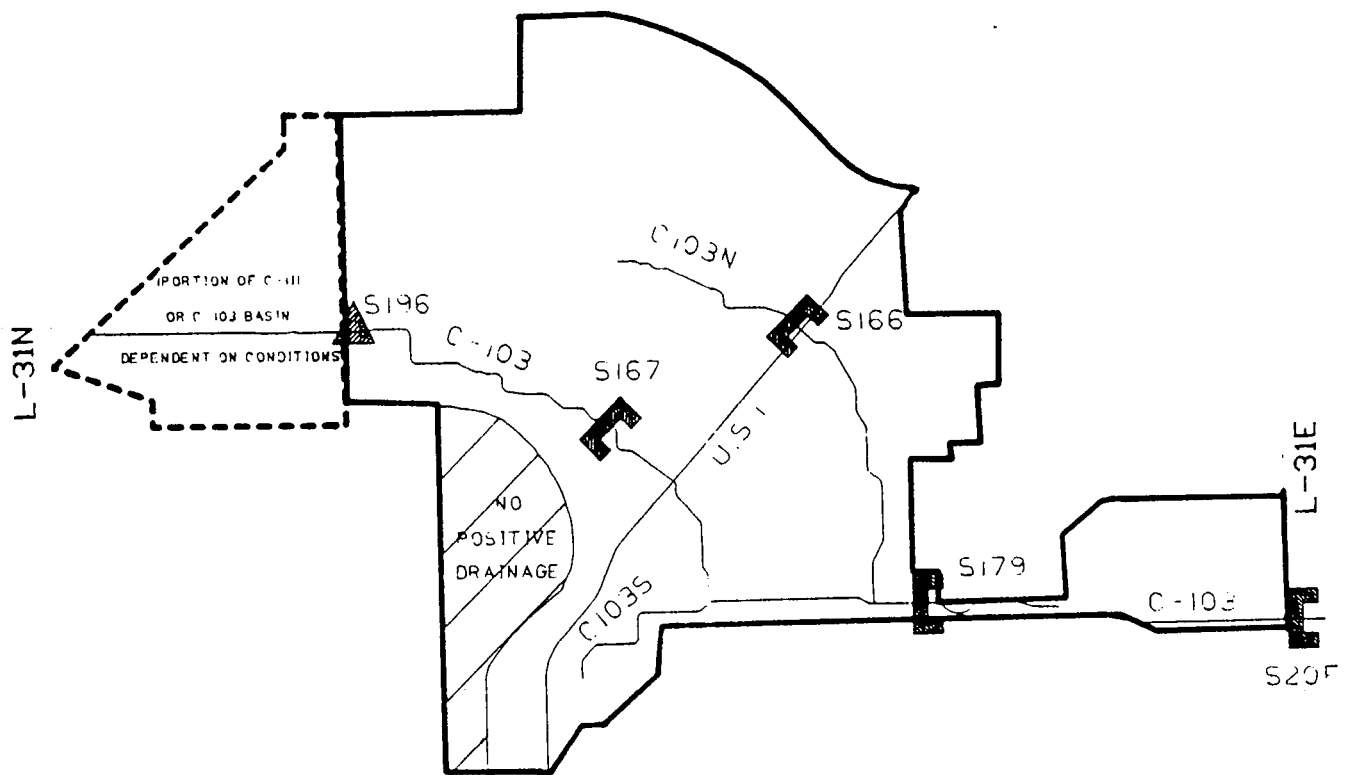 C103N
(PORTION OF C-111
OR C-103 BASIN
DEPENDENT ON CONDITIONS
S196
S166
L-31N
C-103
S167
U.S 1
NO
POSITIVE
DRAINAGE
L-31E
S179
C103S
C-103
S20F